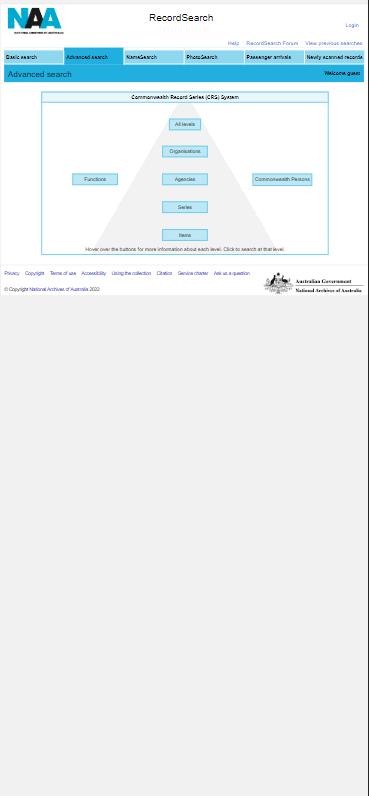 NAA
NATIONAL ARCHIVES OF AUSTRALIA
RecordSearch
Login
Help RecordSearch Forum View previous searches
Basic search Advanced search NameSearch PhotoSearch Passenger arrivals Newly scanned records
Advanced search Welcome guest
Commonwealth Record Series (CRS) System
All levels
Organisations
Functions Agencies Commonwealth Persons
Series
Items
Hover over the buttons for more information about each level. Click to search at that level.
Privacy Copyright Terms of use Accessibility Using the collection Citation Service charter Ask us a question
Australian Government
© Copyright National Archives of Australia 2022
National Archives of Australia